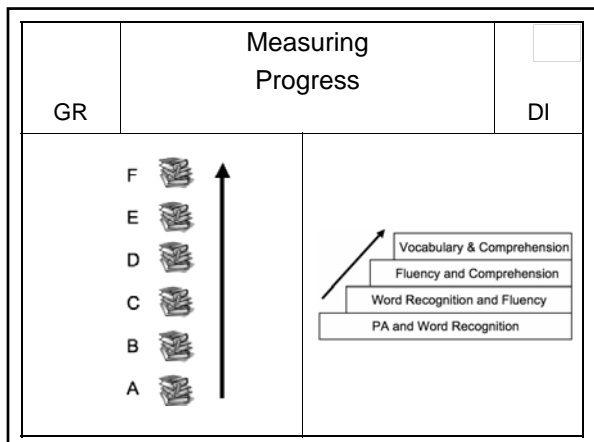 Measuring
Progress
GR
DI
F
E
D
C
B
A
Vocabulary & Comprehension
Fluency and Comprehension
Word Recognition and Fluency
PA and Word Recognition